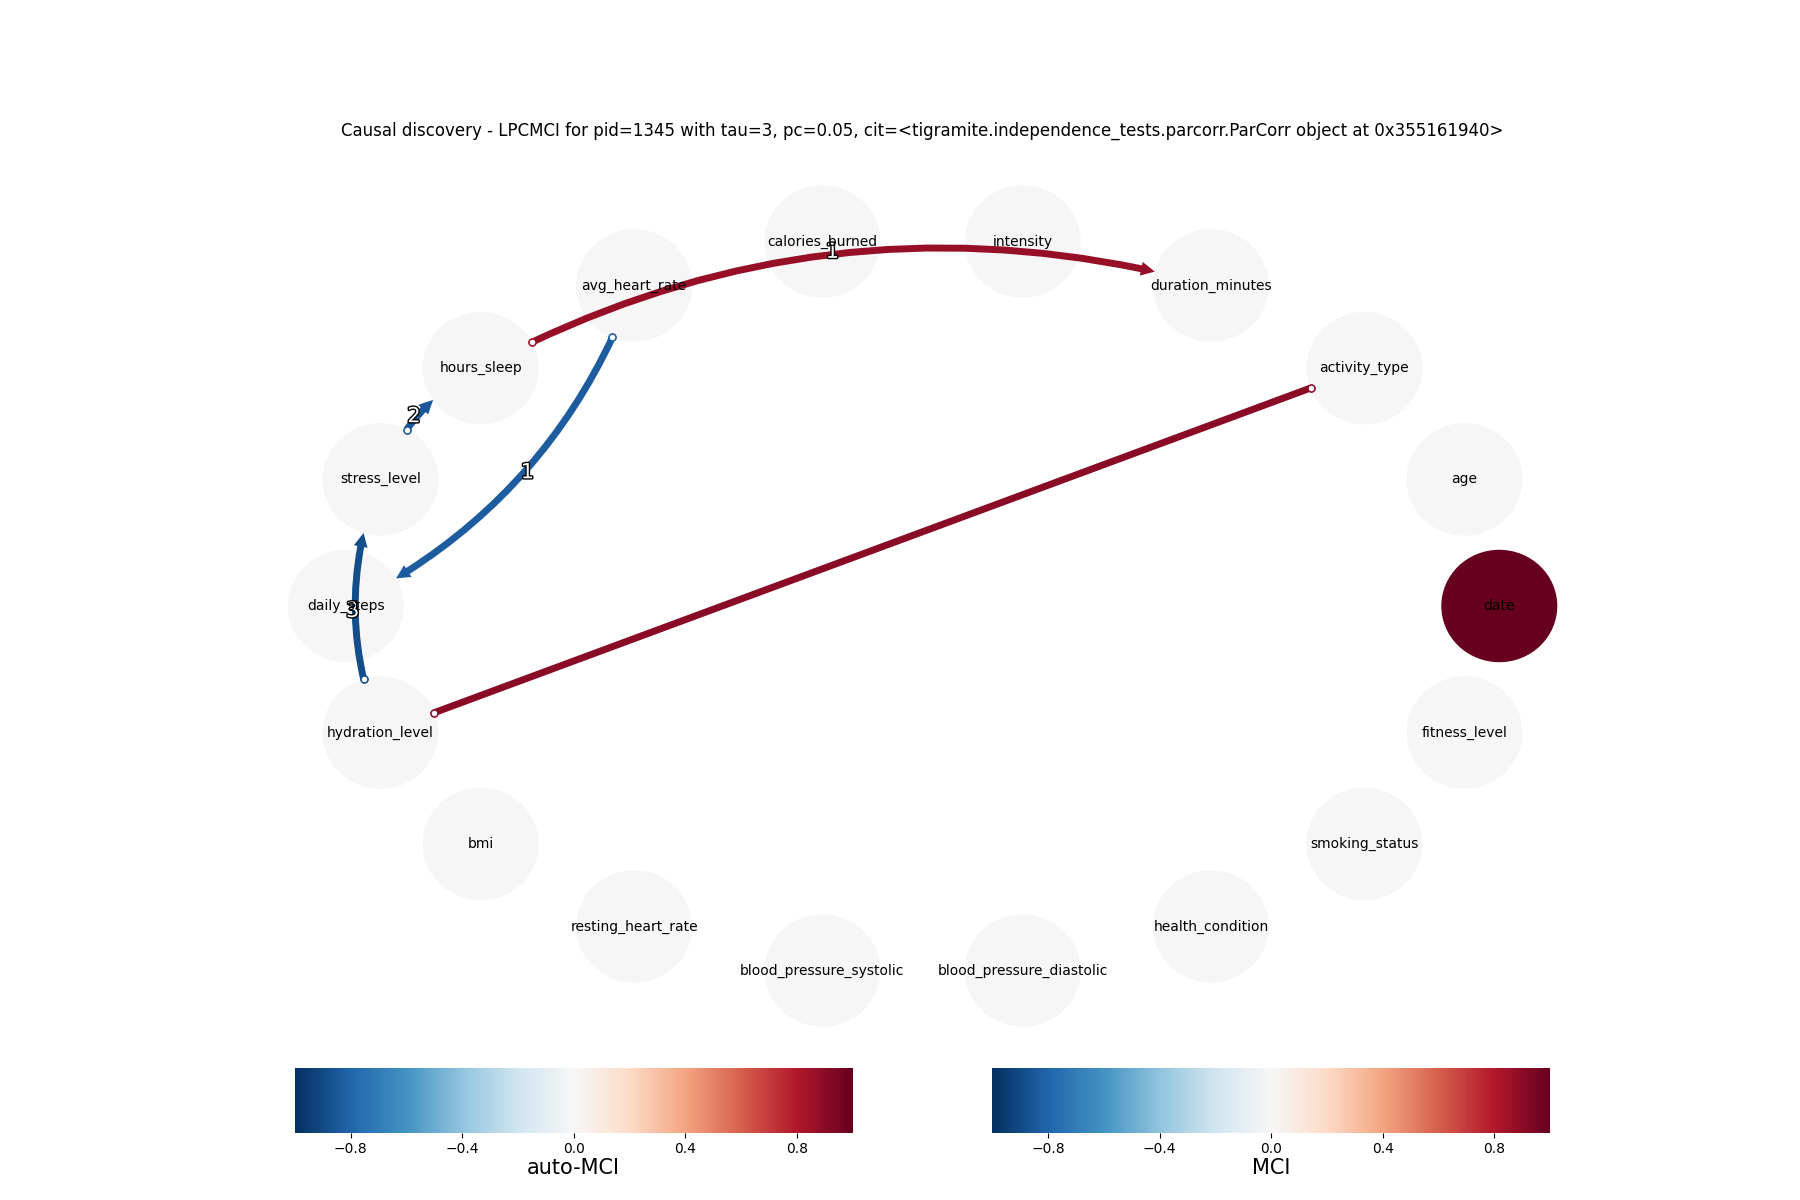 Causal discovery - LPCMCI for pid=1345 with tau=3, pc=0.05, cit=<tigramite.independence_tests.parcorr.ParCorr object at 0x355161940>
calories_burned
intensity
1
avg_heart_rate
duration_minutes
hours_sleep
activity_type
2
1
stress_level
age
daily_steps
3
date
hydration_level
fitness_level
bmi
smoking_status
resting_heart_rate
health_condition
blood_pressure_systolic
blood_pressure_diastolic
−0.8 −0.4 0.0 0.4 0.8
auto-MCI
−0.8 −0.4 0.0 0.4 0.8
MCI